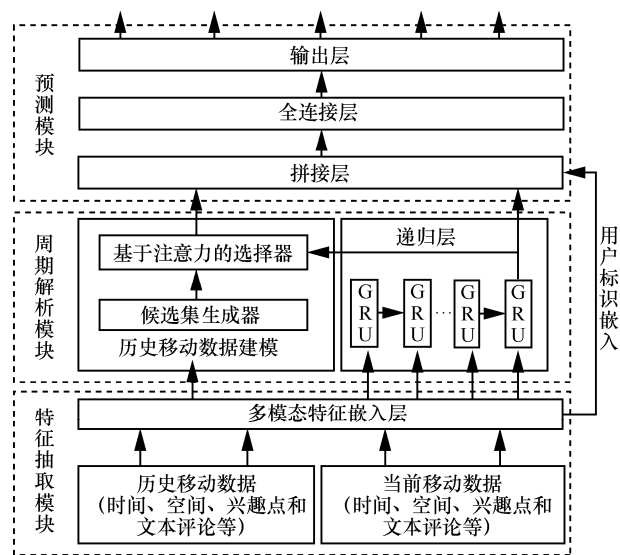 预测模块
输出层
全连接层
拼接层
周期解析模块
基于注意力的选择器
候选集生成器
历史移动数据建模
递归层
GRU
GRU
···
GRU
GRU
用户标识嵌入
特征抽取模块
多模态特征嵌入层
历史移动数据
（时间、空间、兴趣点和
文本评论等）
当前移动数据
（时间、空间、兴趣点和
文本评论等）